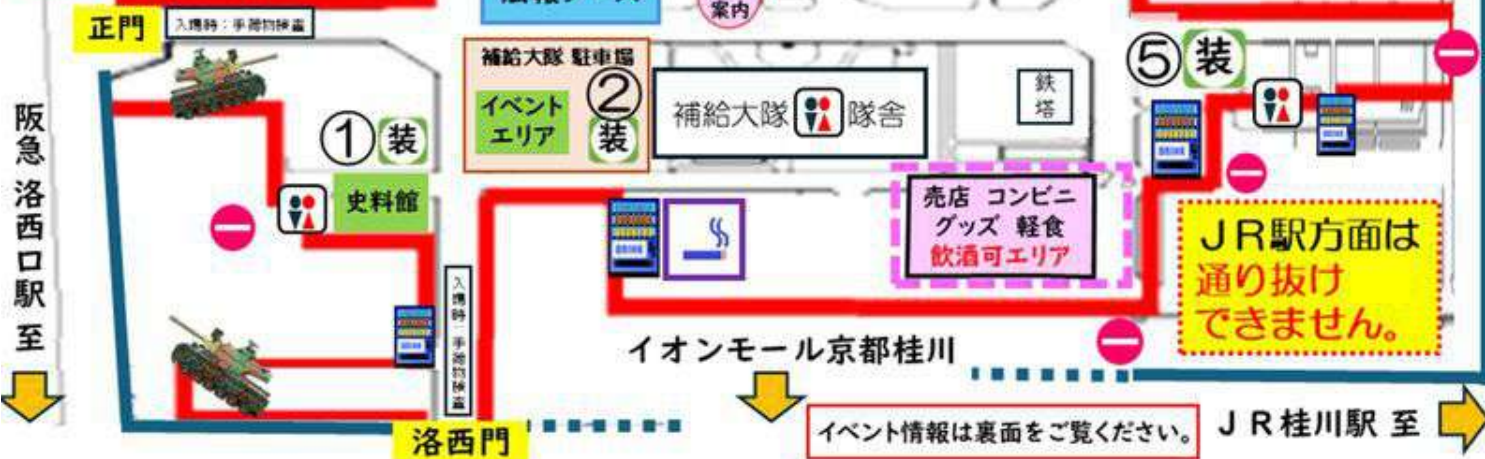 案内
正門
入場時：手荷物検査
補給大隊 駐車場
イベント
エリア
②
装
補給大隊
隊舎
鉄
塔
⑤
装
①
装
史料館
阪急 洛西口駅 至
入場時：手荷物検査
DRINK
DRINK
売店 コンビニ
グッズ 軽食
飲酒可エリア
ＪＲ駅方面は
通り抜け
できません。
イオンモール京都桂川
洛西門
イベント情報は裏面をご覧ください。
ＪＲ桂川駅 至